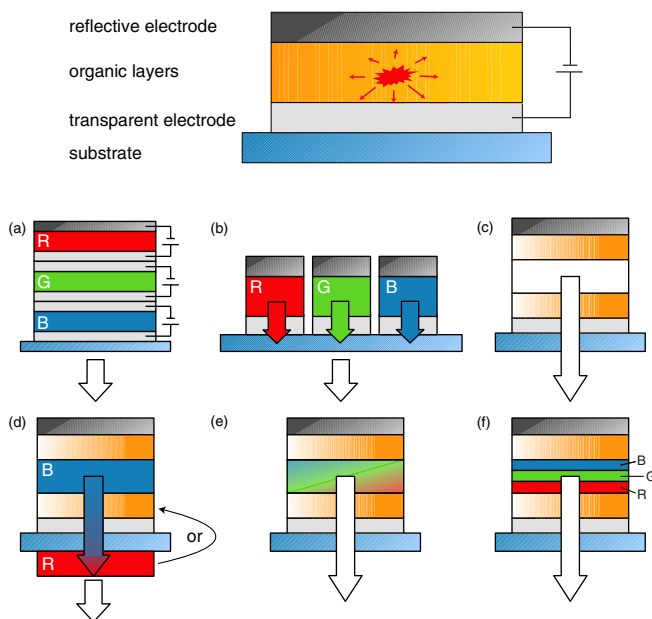 reflective electrode
organic layers
transparent electrode
substrate
(a)
R
G
B
(b)
R
G
B
(c)
(d)
B
or
R
(e)
(f)
B
G
R